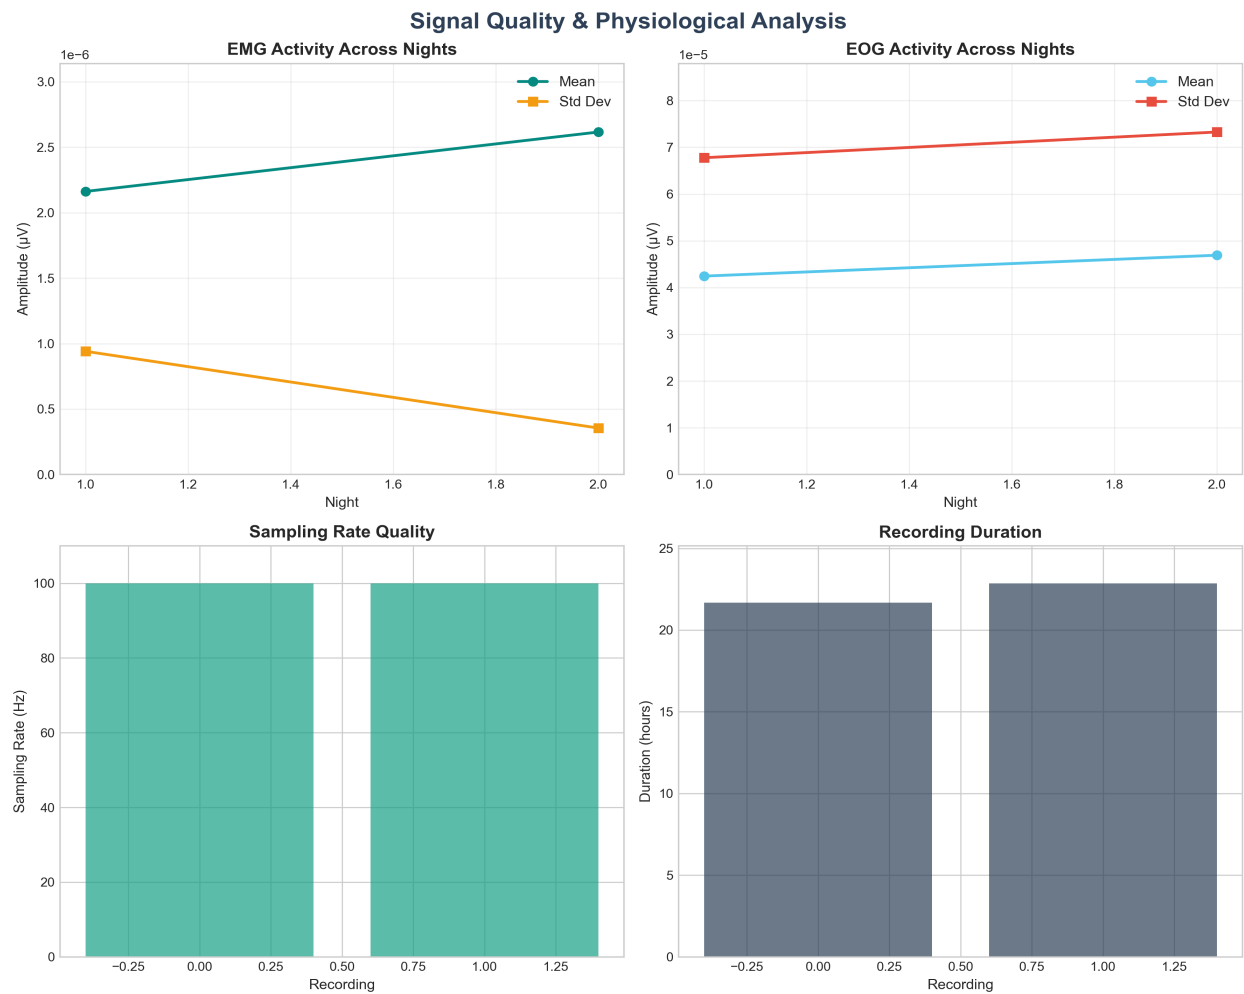 Signal Quality & Physiological Analysis
EMG Activity Across Nights
1e−6
Mean
Std Dev
3.0
2.5
2.0
1.5
1.0
0.5
0.0
Amplitude (μV)
1.0 1.2 1.4 1.6 1.8 2.0
Night
EOG Activity Across Nights
1e−5
Mean
Std Dev
8
7
6
5
4
3
2
1
0
Amplitude (μV)
1.0 1.2 1.4 1.6 1.8 2.0
Night
Sampling Rate Quality
100
80
60
40
20
0
Sampling Rate (Hz)
−0.25 0.00 0.25 0.50 0.75 1.00 1.25
Recording
Recording Duration
25
20
15
10
5
0
Duration (hours)
−0.25 0.00 0.25 0.50 0.75 1.00 1.25
Recording